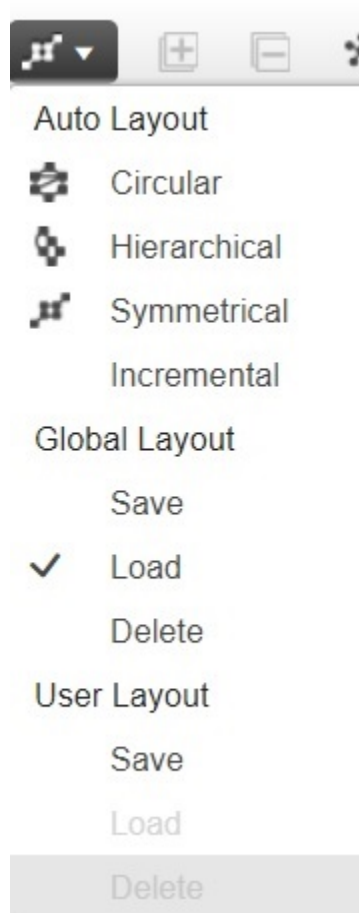 Auto Layout
Circular
Hierarchical
Symmetrical
Incremental
Global Layout
Save
Load
Delete
User Layout
Save
Load
Delete